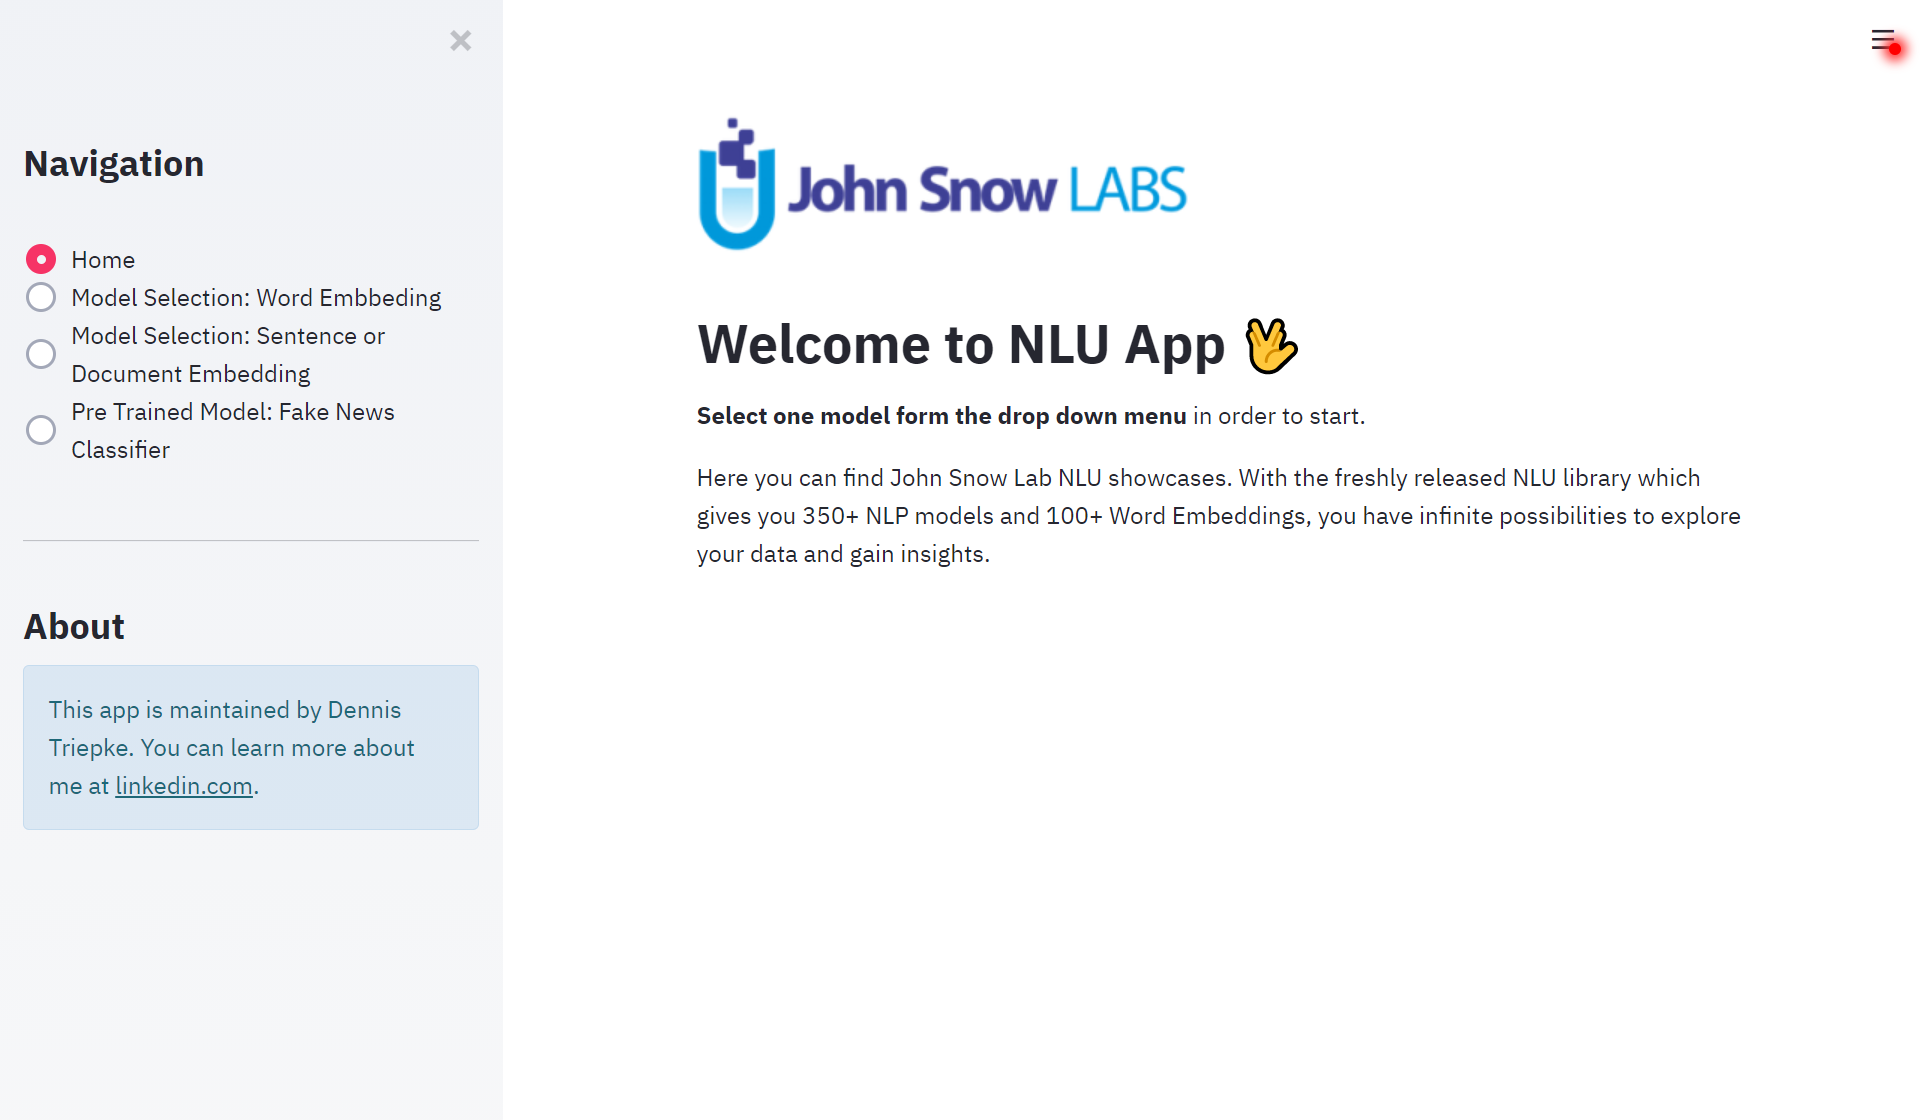 Navigation
Home
Model Selection: Word Embbeding
Model Selection: Sentence or
Document Embedding
Pre Trained Model: Fake News
Classifier
About
This app is maintained by Dennis
Triepke. You can learn more about
me at linkedin.com.
John Snow LABS
Welcome to NLU App 🖖
Select one model form the drop down menu in order to start.
Here you can find John Snow Lab NLU showcases. With the freshly released NLU library which
gives you 350+ NLP models and 100+ Word Embeddings, you have infinite possibilities to explore
your data and gain insights.